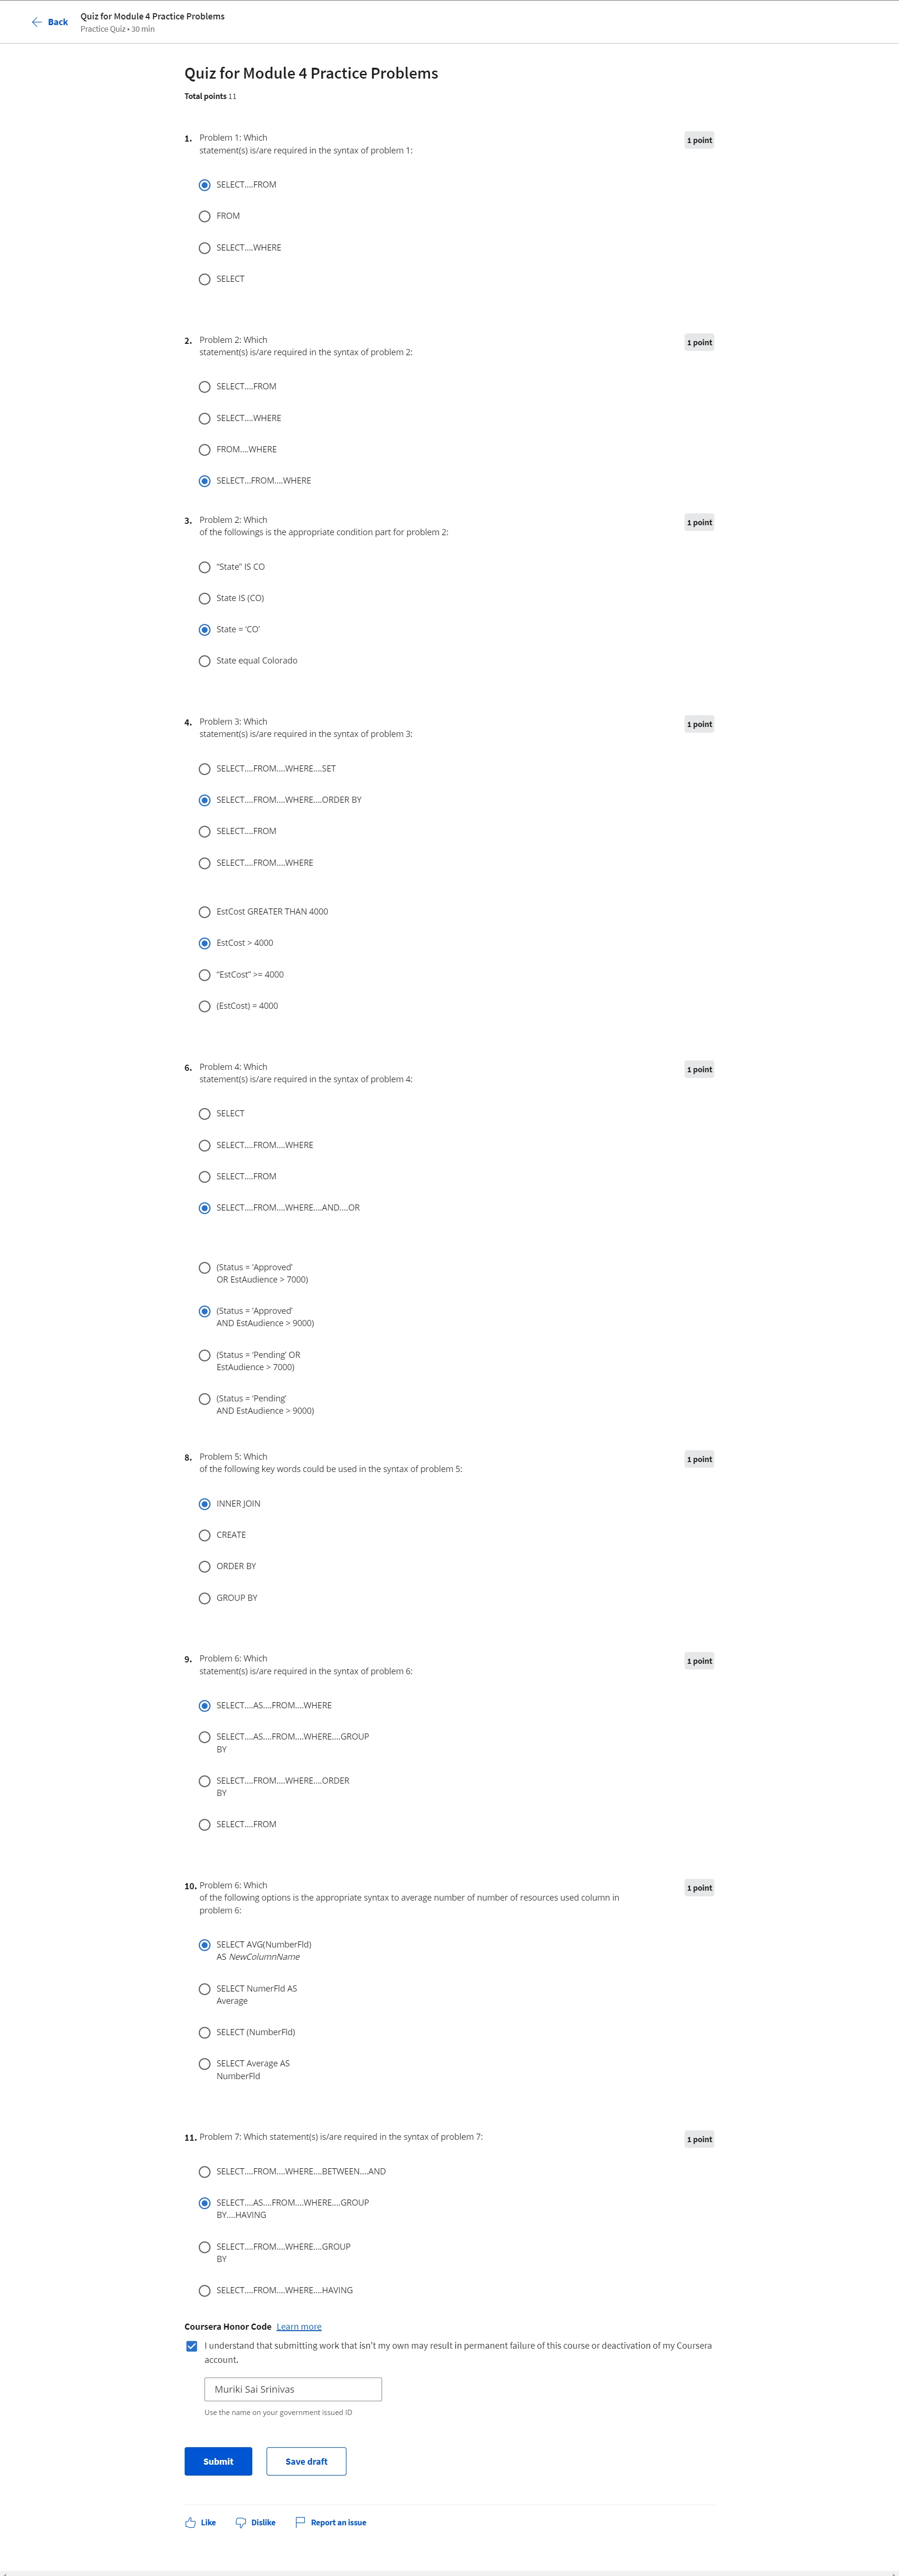 Back
Quiz for Module 4 Practice Problems
Practice Quiz • 30 min
Quiz for Module 4 Practice Problems
Total points 11
1. Problem 1: Which
statement(s) is/are required in the syntax of problem 1:
1 point
SELECT….FROM
FROM
SELECT….WHERE
SELECT
2. Problem 2: Which
statement(s) is/are required in the syntax of problem 2:
1 point
SELECT….FROM
SELECT….WHERE
FROM….WHERE
SELECT…FROM….WHERE
3. Problem 2: Which
of the followings is the appropriate condition part for problem 2:
1 point
“State” IS CO
State IS (CO)
State = ‘CO’
State equal Colorado
4. Problem 3: Which
statement(s) is/are required in the syntax of problem 3:
1 point
SELECT….FROM….WHERE….SET
SELECT….FROM….WHERE….ORDER BY
SELECT….FROM
SELECT….FROM….WHERE
EstCost GREATER THAN 4000
EstCost > 4000
“EstCost” >= 4000
(EstCost) = 4000
6. Problem 4: Which
statement(s) is/are required in the syntax of problem 4:
1 point
SELECT
SELECT….FROM….WHERE
SELECT….FROM
SELECT….FROM….WHERE….AND….OR
(Status = ‘Approved’
OR EstAudience > 7000)
(Status = ‘Approved’
AND EstAudience > 9000)
(Status = ‘Pending’ OR
EstAudience > 7000)
(Status = ‘Pending’
AND EstAudience > 9000)
8. Problem 5: Which
of the following key words could be used in the syntax of problem 5:
1 point
INNER JOIN
CREATE
ORDER BY
GROUP BY
9. Problem 6: Which
statement(s) is/are required in the syntax of problem 6:
1 point
SELECT….AS….FROM….WHERE
SELECT….AS….FROM….WHERE….GROUP
BY
SELECT….FROM….WHERE….ORDER
BY
SELECT….FROM
10. Problem 6: Which
of the following options is the appropriate syntax to average number of number of resources used column in
problem 6:
1 point
SELECT AVG(NumberFld)
AS NewColumnName
SELECT NumerFld AS
Average
SELECT (NumberFld)
SELECT Average AS
NumberFld
11. Problem 7: Which statement(s) is/are required in the syntax of problem 7:
1 point
SELECT….FROM….WHERE….BETWEEN….AND
SELECT….AS….FROM….WHERE….GROUP
BY….HAVING
SELECT….FROM….WHERE….GROUP
BY
SELECT….FROM….WHERE….HAVING
Coursera Honor Code Learn more
I understand that submitting work that isn’t my own may result in permanent failure of this course or deactivation of my Coursera
account.
Muriki Sai Srinivas
Use the name on your government issued ID
Submit
Save draft
Like
Dislike
Report an issue